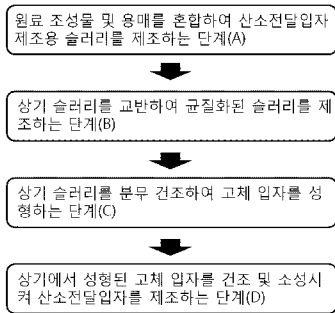 원료 조성물 및 용매를 혼합하여 산소전달입자
제조용 슬러리를 제조하는 단계(A)
상기 슬러리를 교반하여 균질화된 슬러리를 제
조하는 단계(B)
상기 슬러리를 분무 건조하여 고체 입자를 성
형하는 단계(C)
상기에서 성형된 고체 입자를 건조 및 소성시
켜 산소전달입자를 제조하는 단계(D)